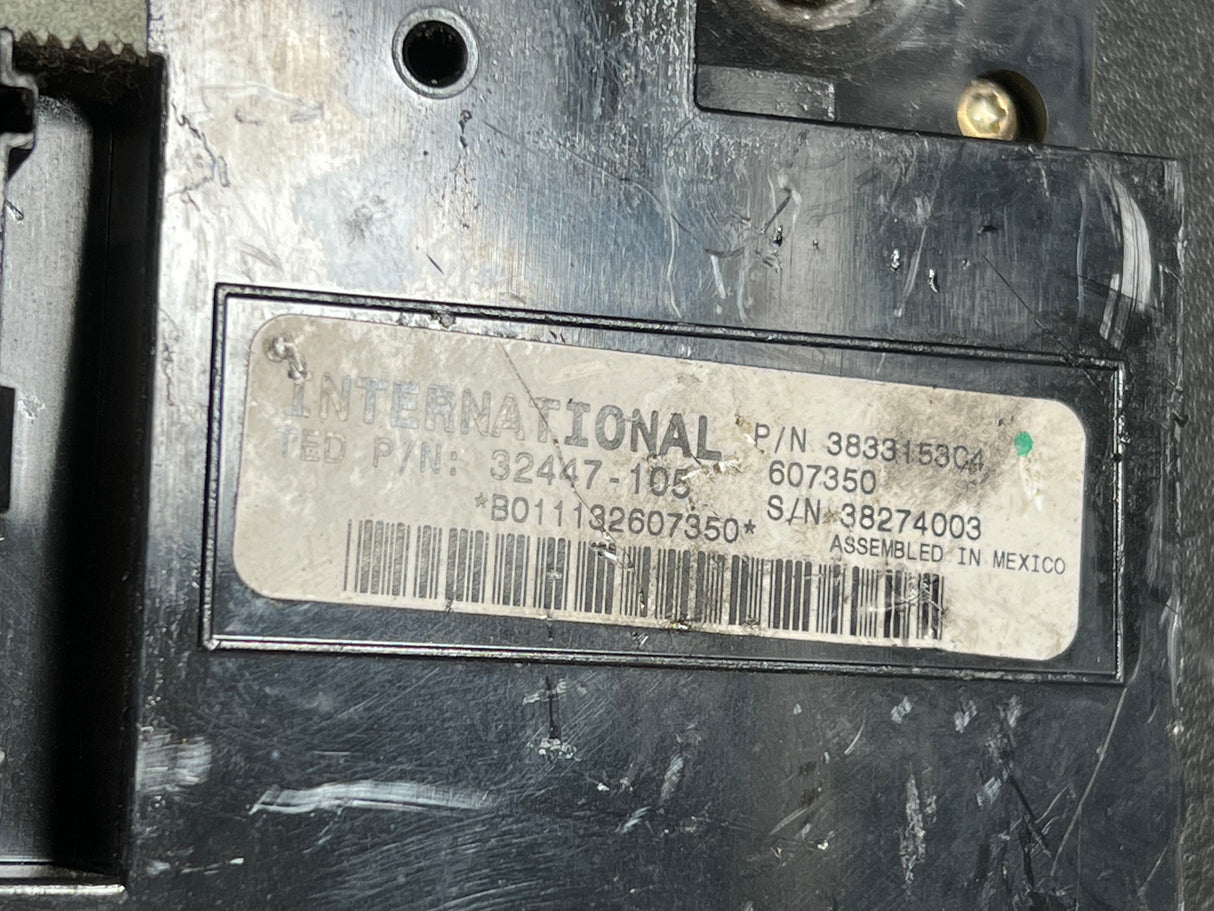 INTERNATIONAL
TED P/N: 32447-105
P/N 3833153C4
607350
S/N 38274003
*B011132607350*
ASSEMBLED IN MEXICO